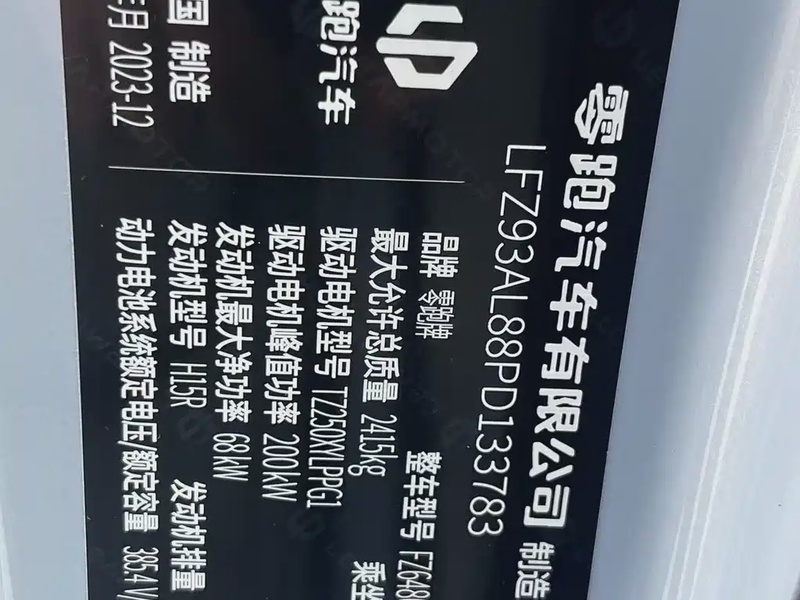 零跑汽车有限公司 制造
LFZ93AL88PD133783
跑汽车
品牌 零跑牌
整车型号
最大允许总质量 2415kg
驱动电机型号 TZ250XYLPPG1
驱动电机峰值功率 200kW
发动机最大净功率 68kW
国 制造
发动机型号 H15R
发动机排量
年月 2023-12
动力电池系统额定电压/额定容量 385.4V/